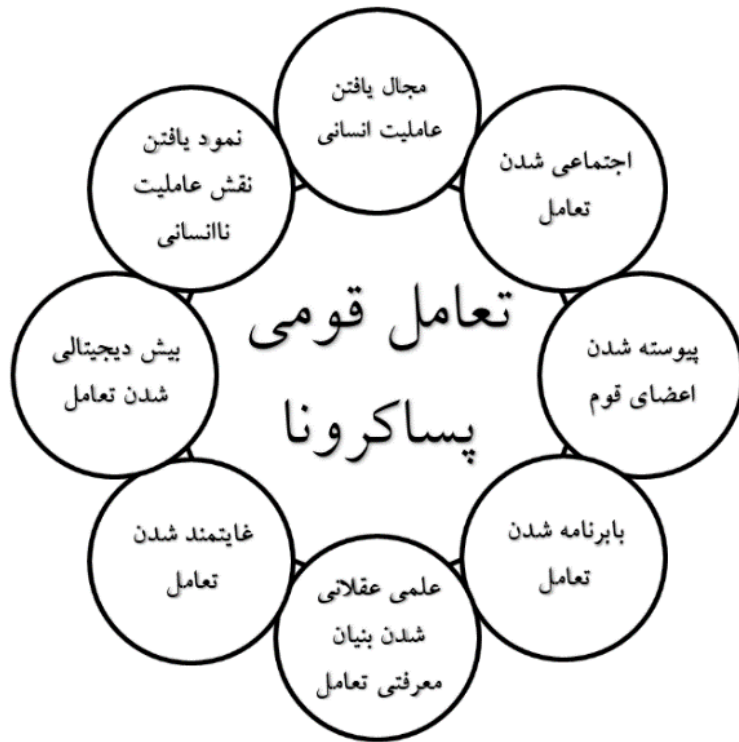 مجال یافتن
عاملیت انسانی
اجتماعی شدن
تعامل
پیوسته شدن
اعضای قوم
بابرنامه شدن
تعامل
علمی عقلانی
شدن بنیان
معرفتی تعامل
غایتمند شدن
تعامل
بیش دیجیتالی
شدن تعامل
نمود یافتن
نقش عاملیت
ناانسانی
تعامل قومی
پساکرونا